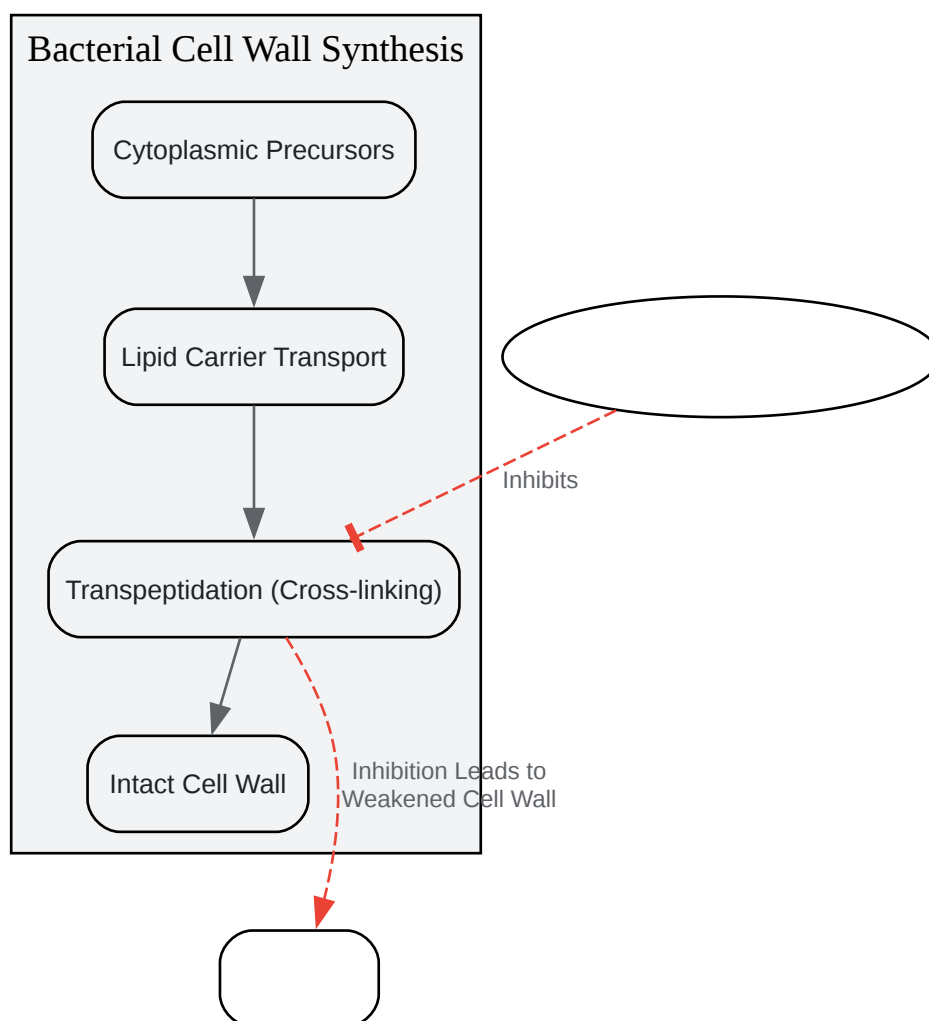 Bacterial Cell Wall Synthesis
Cytoplasmic Precursors
Lipid Carrier Transport
Inhibits
Transpeptidation (Cross-linking)
Intact Cell Wall
Inhibition Leads to
Weakened Cell Wall